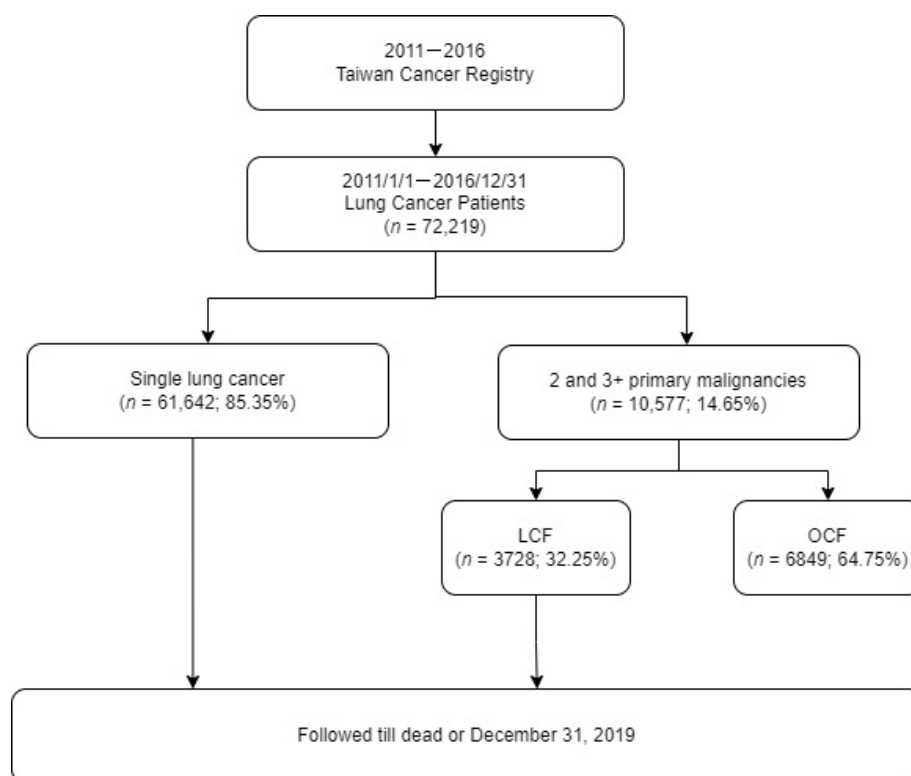 2011—2016
Taiwan Cancer Registry
2011/1/1—2016/12/31
Lung Cancer Patients
(n = 72,219)
Single lung cancer
(n = 61,642; 85.35%)
2 and 3+ primary malignancies
(n = 10,577; 14.65%)
LCF
(n = 3728; 32.25%)
OCF
(n = 6849; 64.75%)
Followed till dead or December 31, 2019